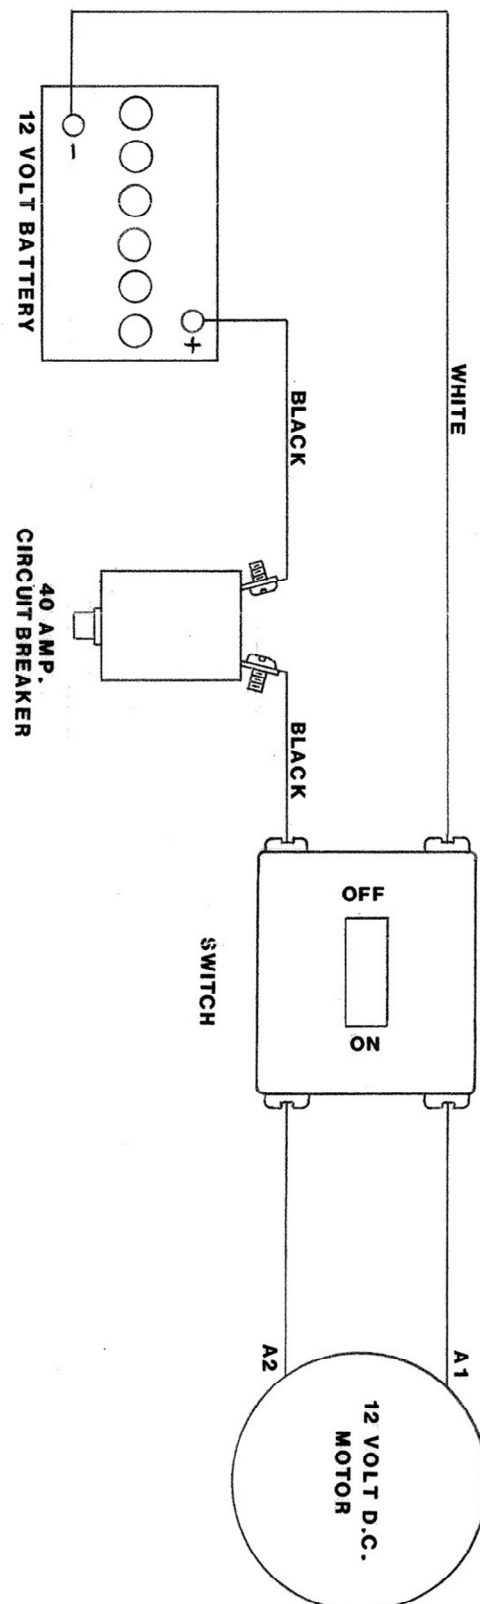 12 VOLT BATTERY
-
+
WHITE
BLACK
40 AMP.
CIRCUIT BREAKER
BLACK
OFF
ON
SWITCH
A2
A1
12 VOLT D.C.
MOTOR